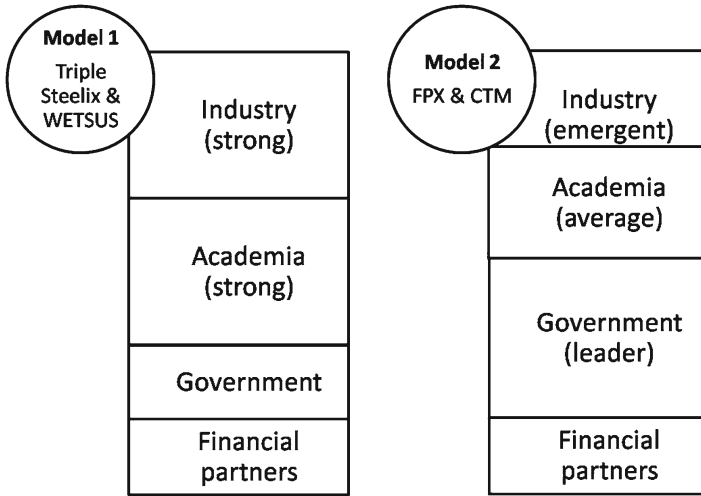 Model 1
Triple
Steelix &
WETSUS
Industry
(strong)
Academia
(strong)
Government
Financial
partners
Model 2
FPX & CTM
Industry
(emergent)
Academia
(average)
Government
(leader)
Financial
partners